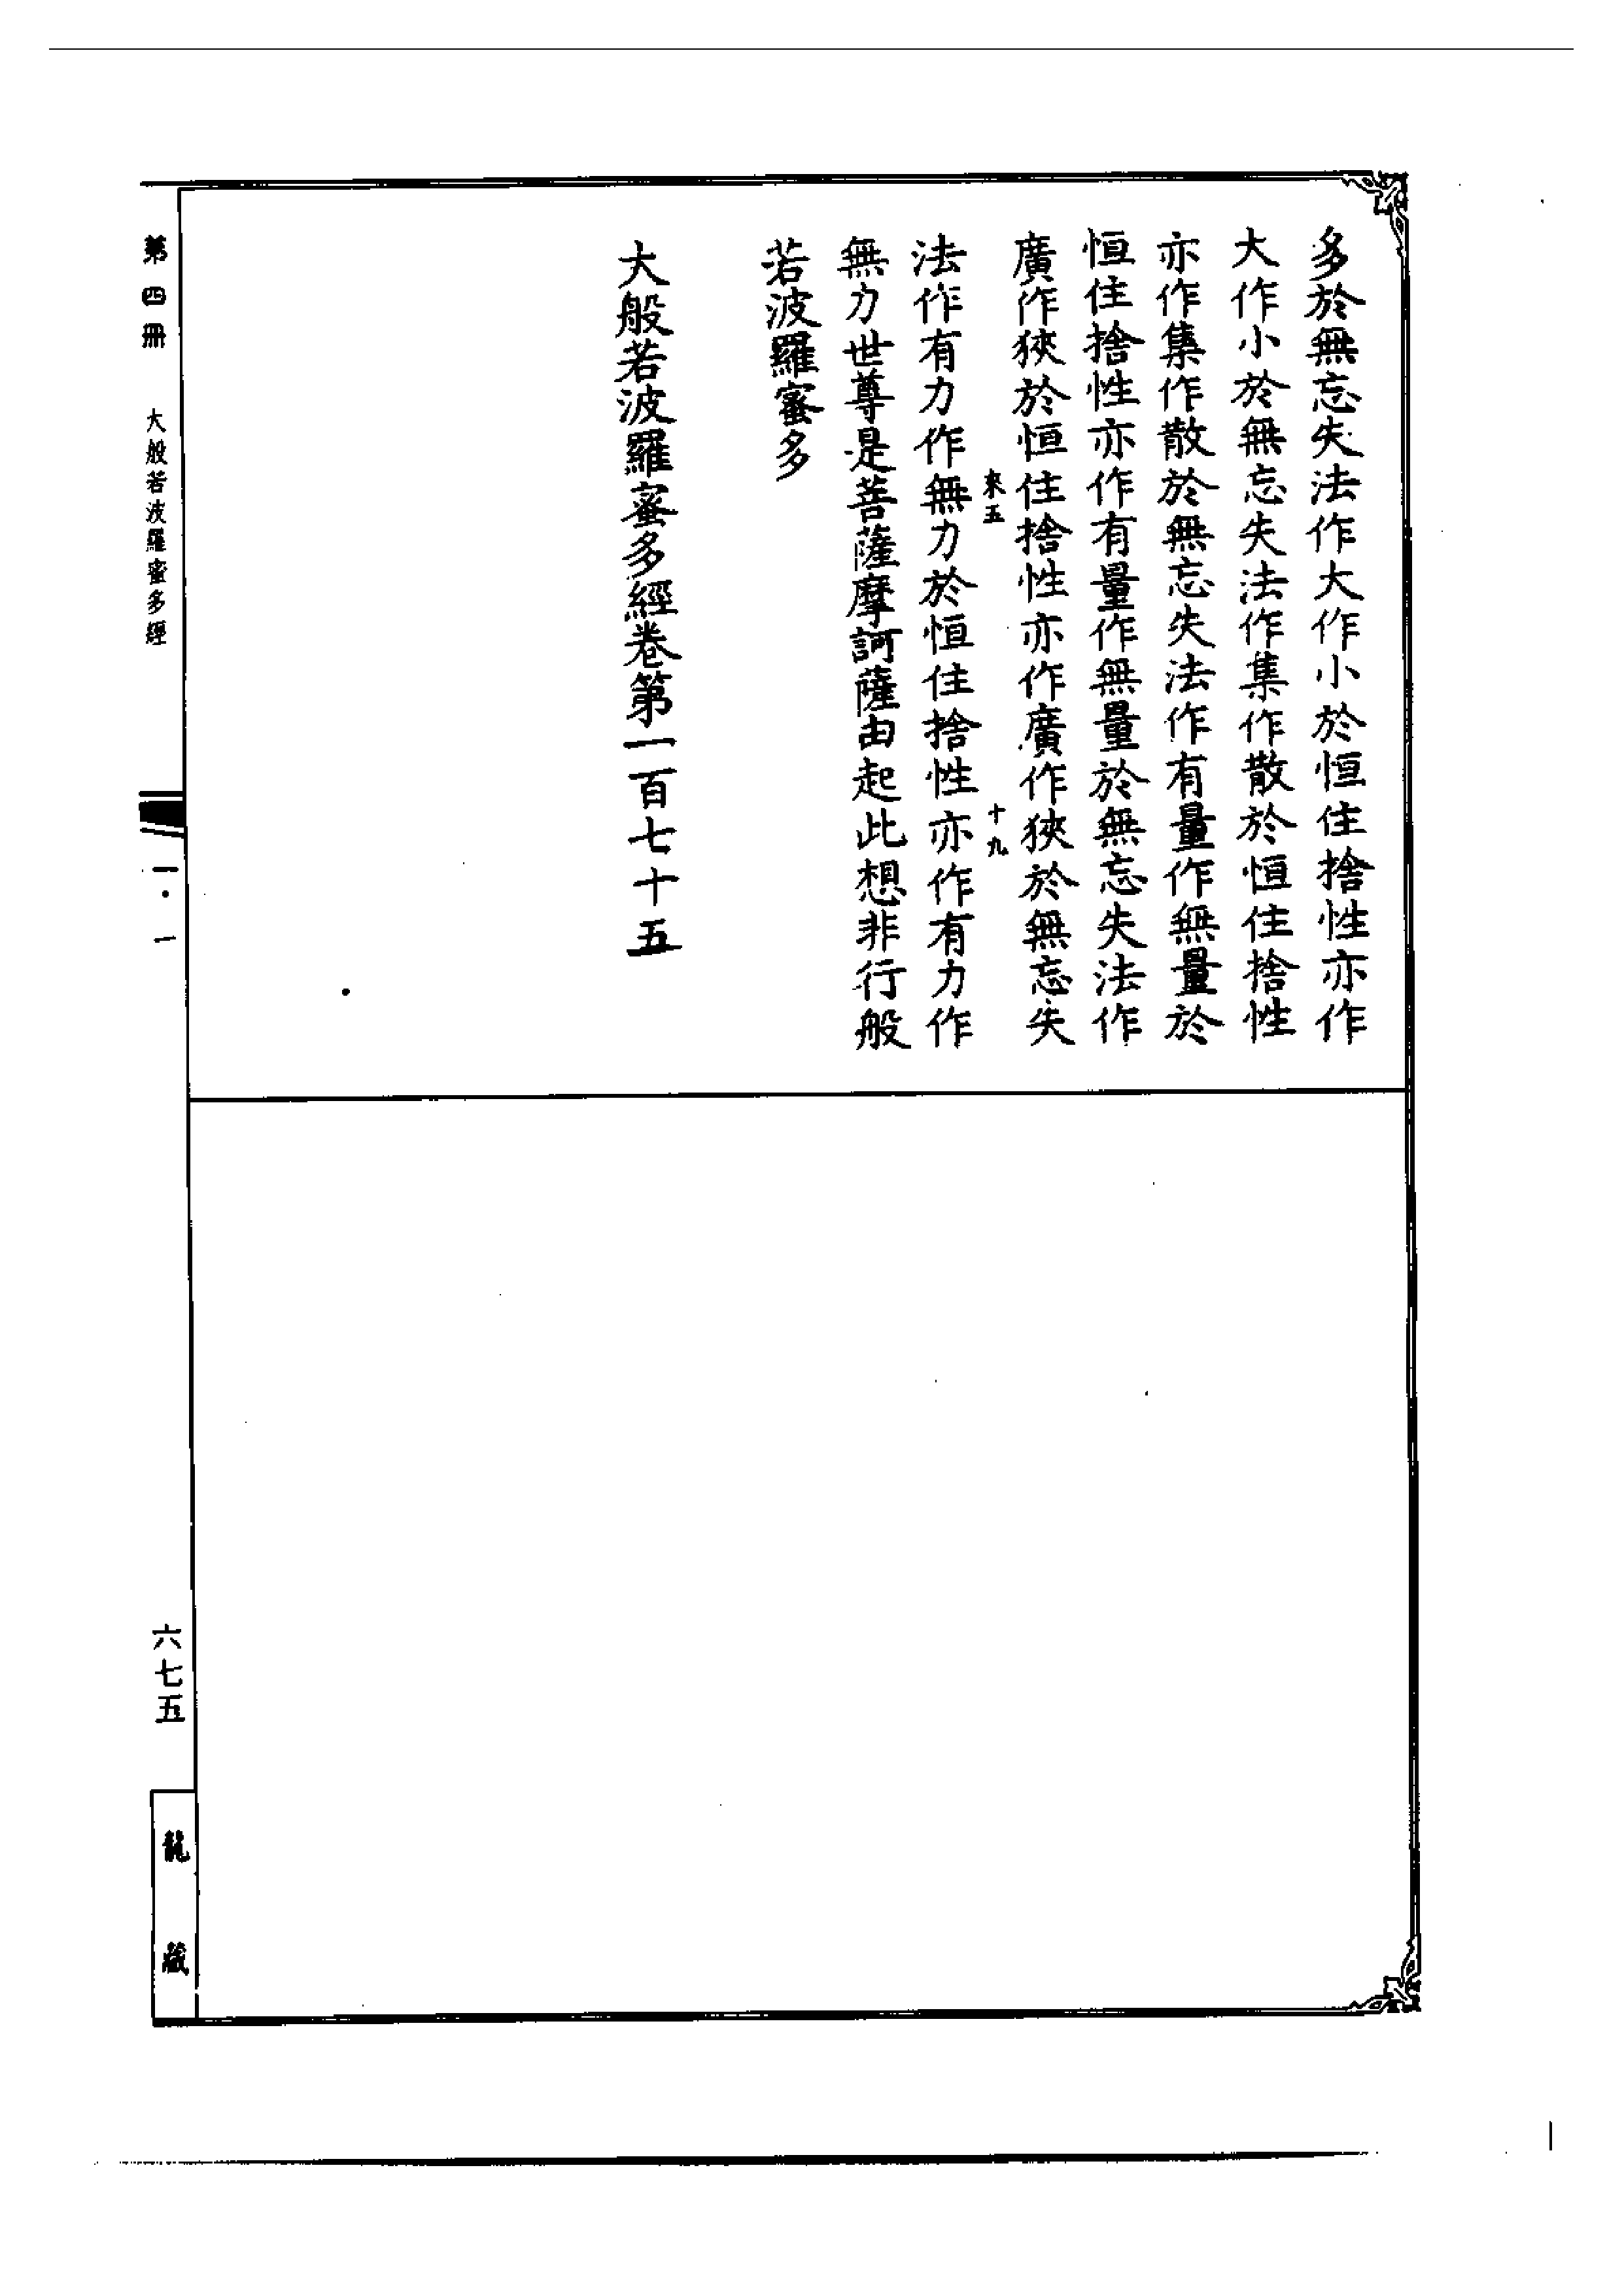 多於無忘失法作大作小於恒住捨性亦作
大作小於無忘失法作集作散於恒住捨性
亦作集作散於無忘失法作有量作無量於
恒住捨性亦作有量作無量於無忘失法作
廣作狹於恒住捨性亦作廣作狹於無忘失
來五 十九
法作有力作無力於恒住捨性亦作有力作
無力世尊是菩薩摩訶薩由起此想非行般
若波羅蜜多
大般若波羅蜜多經卷第一百七十五
第四冊 大般若波羅蜜多經 一·一 六七五 龍藏